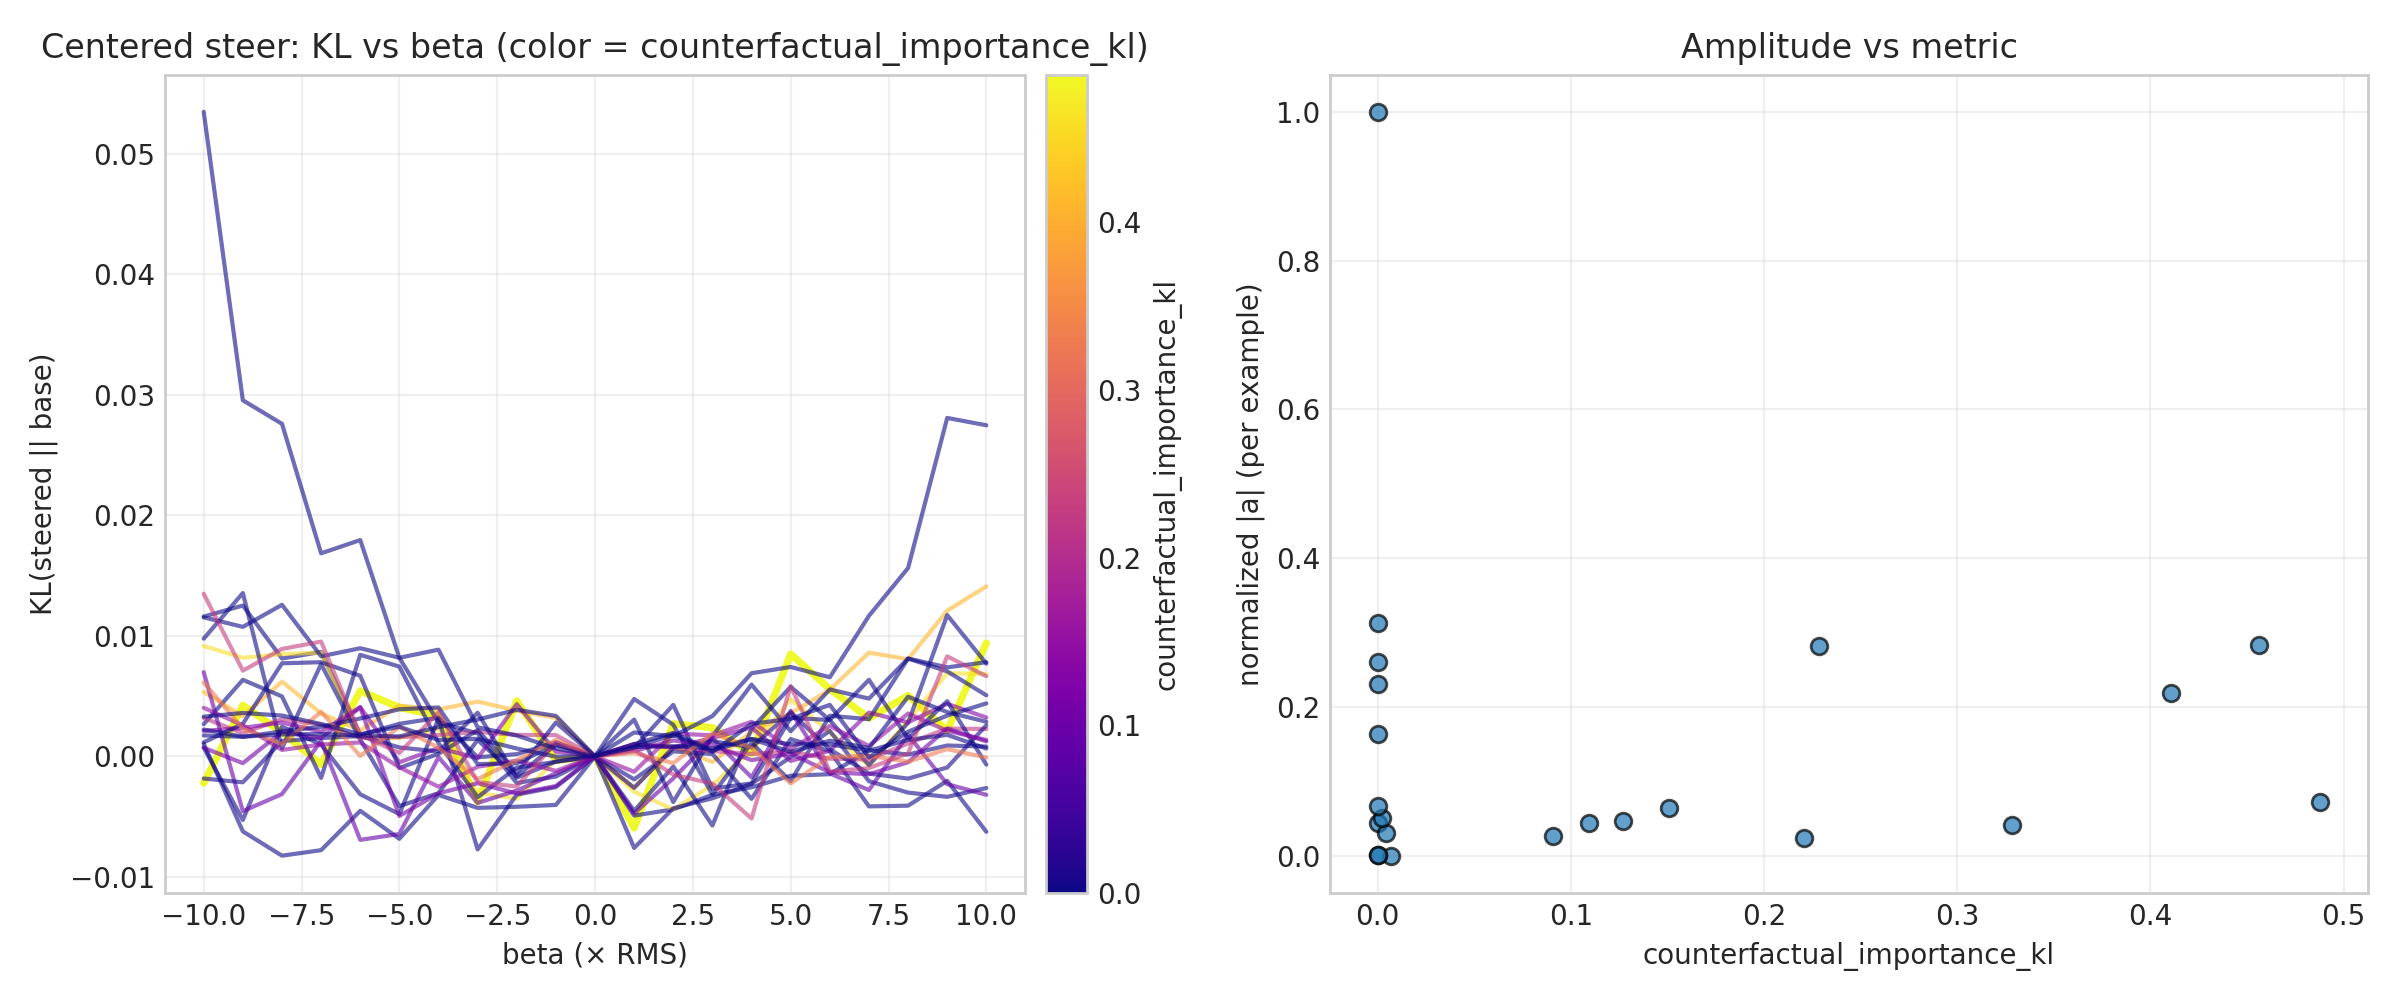 Centered steer: KL vs beta (color = counterfactual_importance_kl)
KL(steered || base)
0.05
0.04
0.03
0.02
0.01
0.00
−0.01
−10.0 −7.5 −5.0 −2.5 0.0 2.5 5.0 7.5 10.0
beta (× RMS)
0.4
0.3
0.2
0.1
0.0
counterfactual_importance_kl
Amplitude vs metric
normalized |a| (per example)
1.0
0.8
0.6
0.4
0.2
0.0
0.0 0.1 0.2 0.3 0.4 0.5
counterfactual_importance_kl